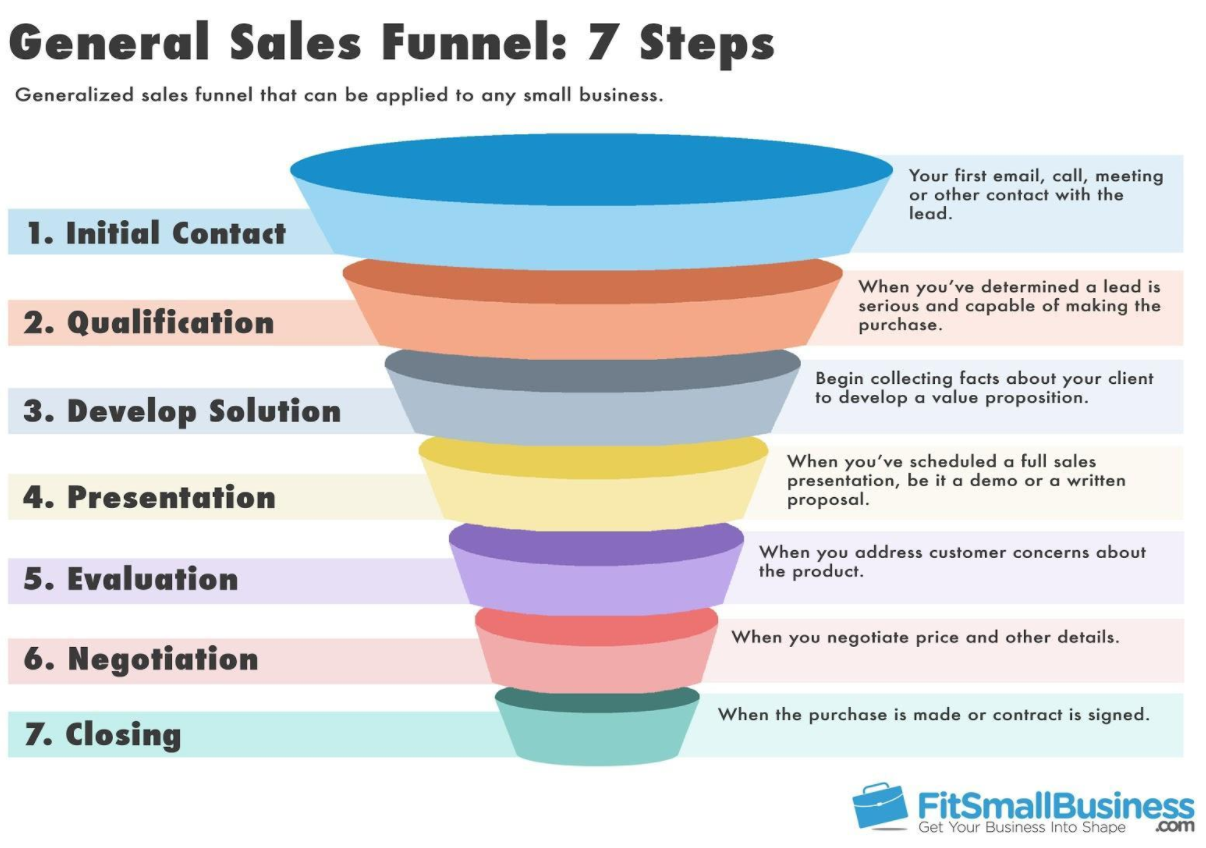 General Sales Funnel: 7 Steps
Generalized sales funnel that can be applied to any small business.
1. Initial Contact
Your first email, call, meeting
or other contact with the
lead.
2. Qualification
When you've determined a lead is
serious and capable of making the
purchase.
3. Develop Solution
Begin collecting facts about your client
to develop a value proposition.
4. Presentation
When you've scheduled a full sales
presentation, be it a demo or a written
proposal.
5. Evaluation
When you address customer concerns about
the product.
6. Negotiation
When you negotiate price and other details.
7. Closing
When the purchase is made or contract is signed.
FitSmallBusiness
Get Your Business Into Shape .com